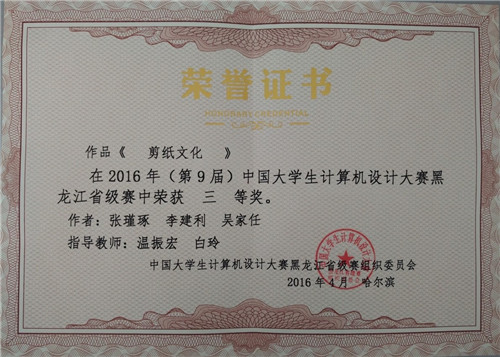 荣誉证书
HONORARY CREDENTIAL
作品《 剪纸文化 》
在2016年（第9届）中国大学生计算机设计大赛黑
龙江省级赛中荣获 三 等奖。
作者：张瑾琢 李建利 吴家任
指导教师：温振宏 白玲
中国大学生计算机设计大赛黑龙江省级赛组织委员会
2016年4月 哈尔滨